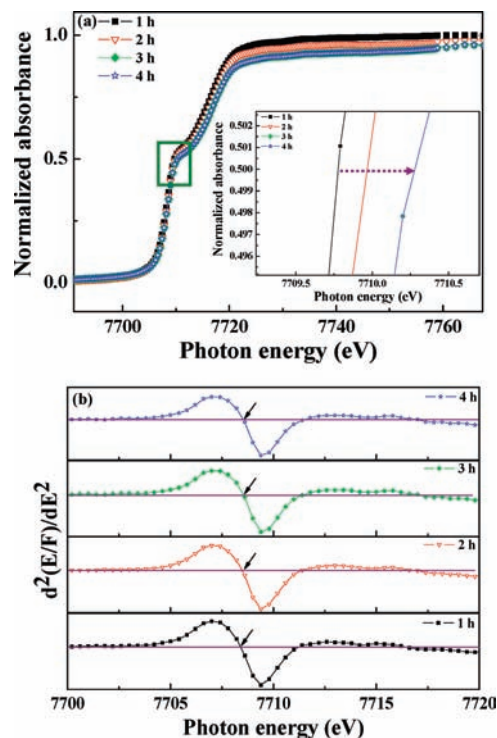 (a)
1 h
2 h
3 h
4 h
Normalized absorbance
1.0
0.5
0.0
7700 7720 7740 7760
Photon energy (eV)
1 h
2 h
3 h
4 h
Normalized absorbance
0.502
0.501
0.500
0.499
0.498
0.497
0.496
7709.5 7710.0 7710.5
Photon energy (eV)
(b)
4 h
3 h
2 h
1 h
d²(E/F)/dE²
7700 7705 7710 7715 7720
Photon energy (eV)